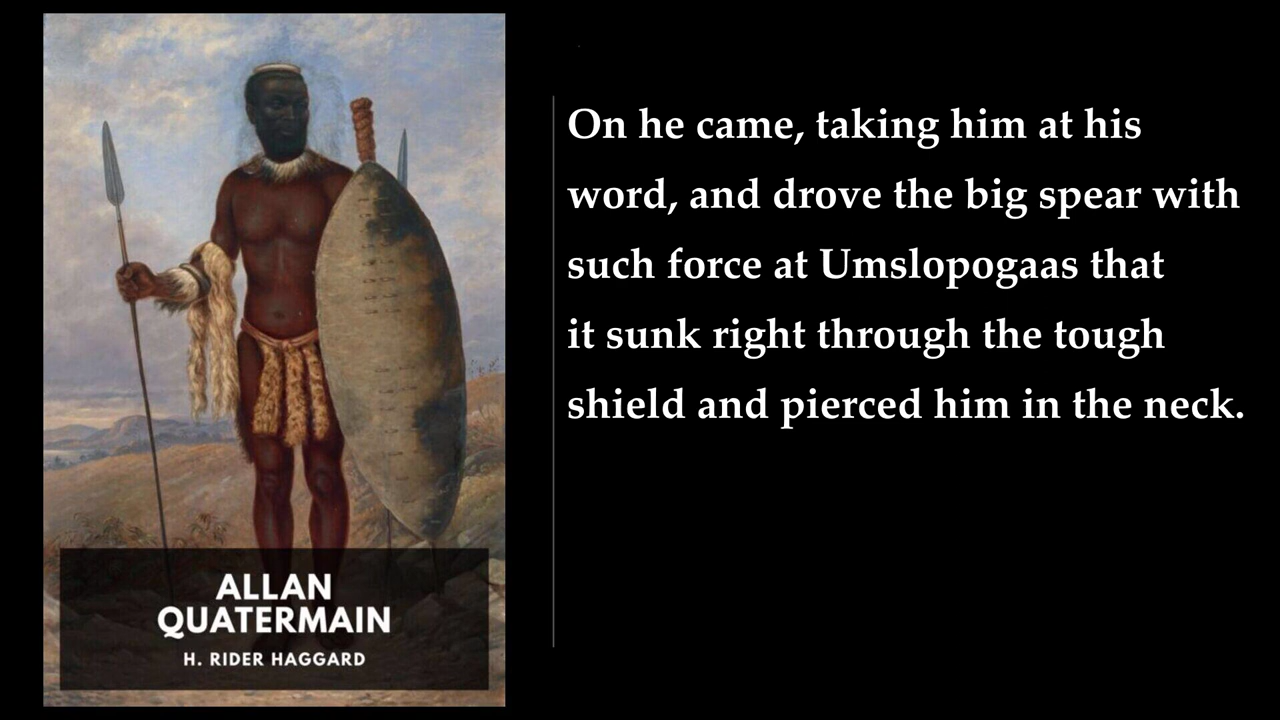 ALLAN
QUATERMAIN
H. RIDER HAGGARD
On he came, taking him at his
word, and drove the big spear with
such force at Umslopogaas that
it sunk right through the tough
shield and pierced him in the neck.